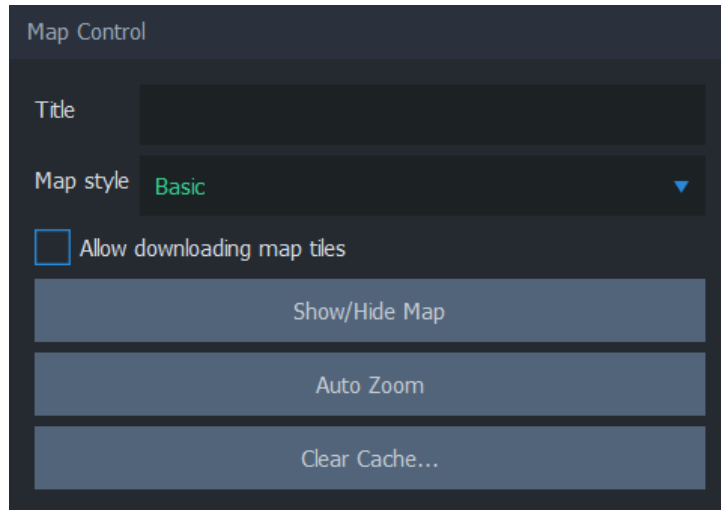 Map Control
Title
Map style Basic
Allow downloading map tiles
Show/Hide Map
Auto Zoom
Clear Cache...